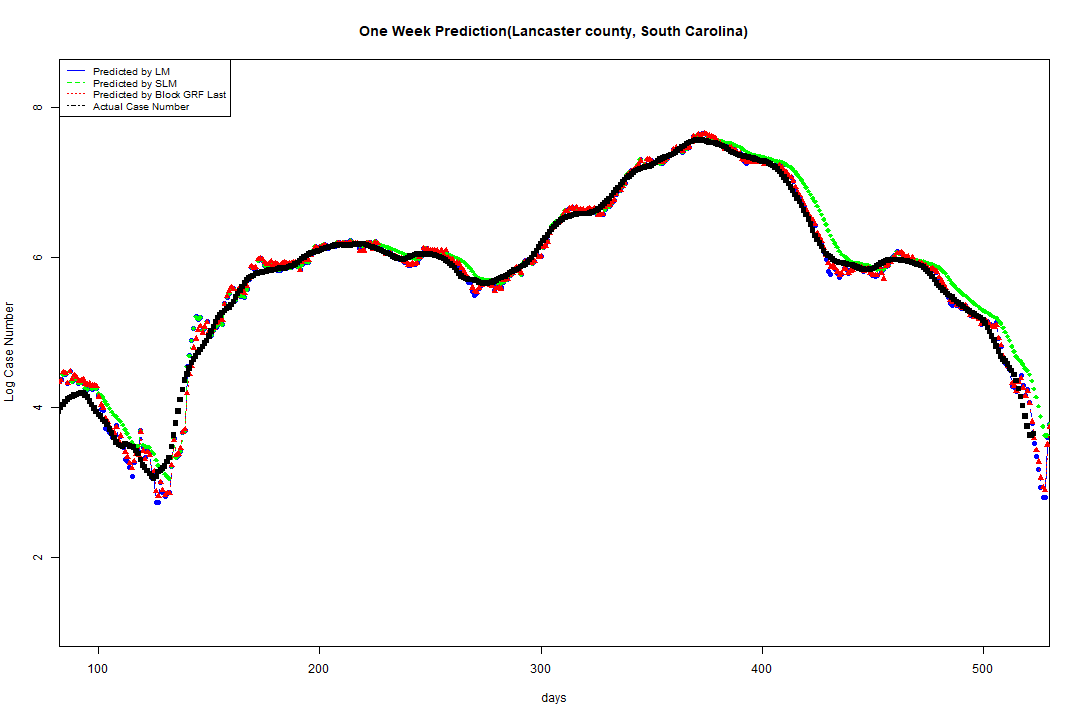 One Week Prediction(Lancaster county, South Carolina)
Predicted by LM
Predicted by SLM
Predicted by Block GRF Last
Actual Case Number
Log Case Number
8
6
4
2
100 200 300 400 500
days